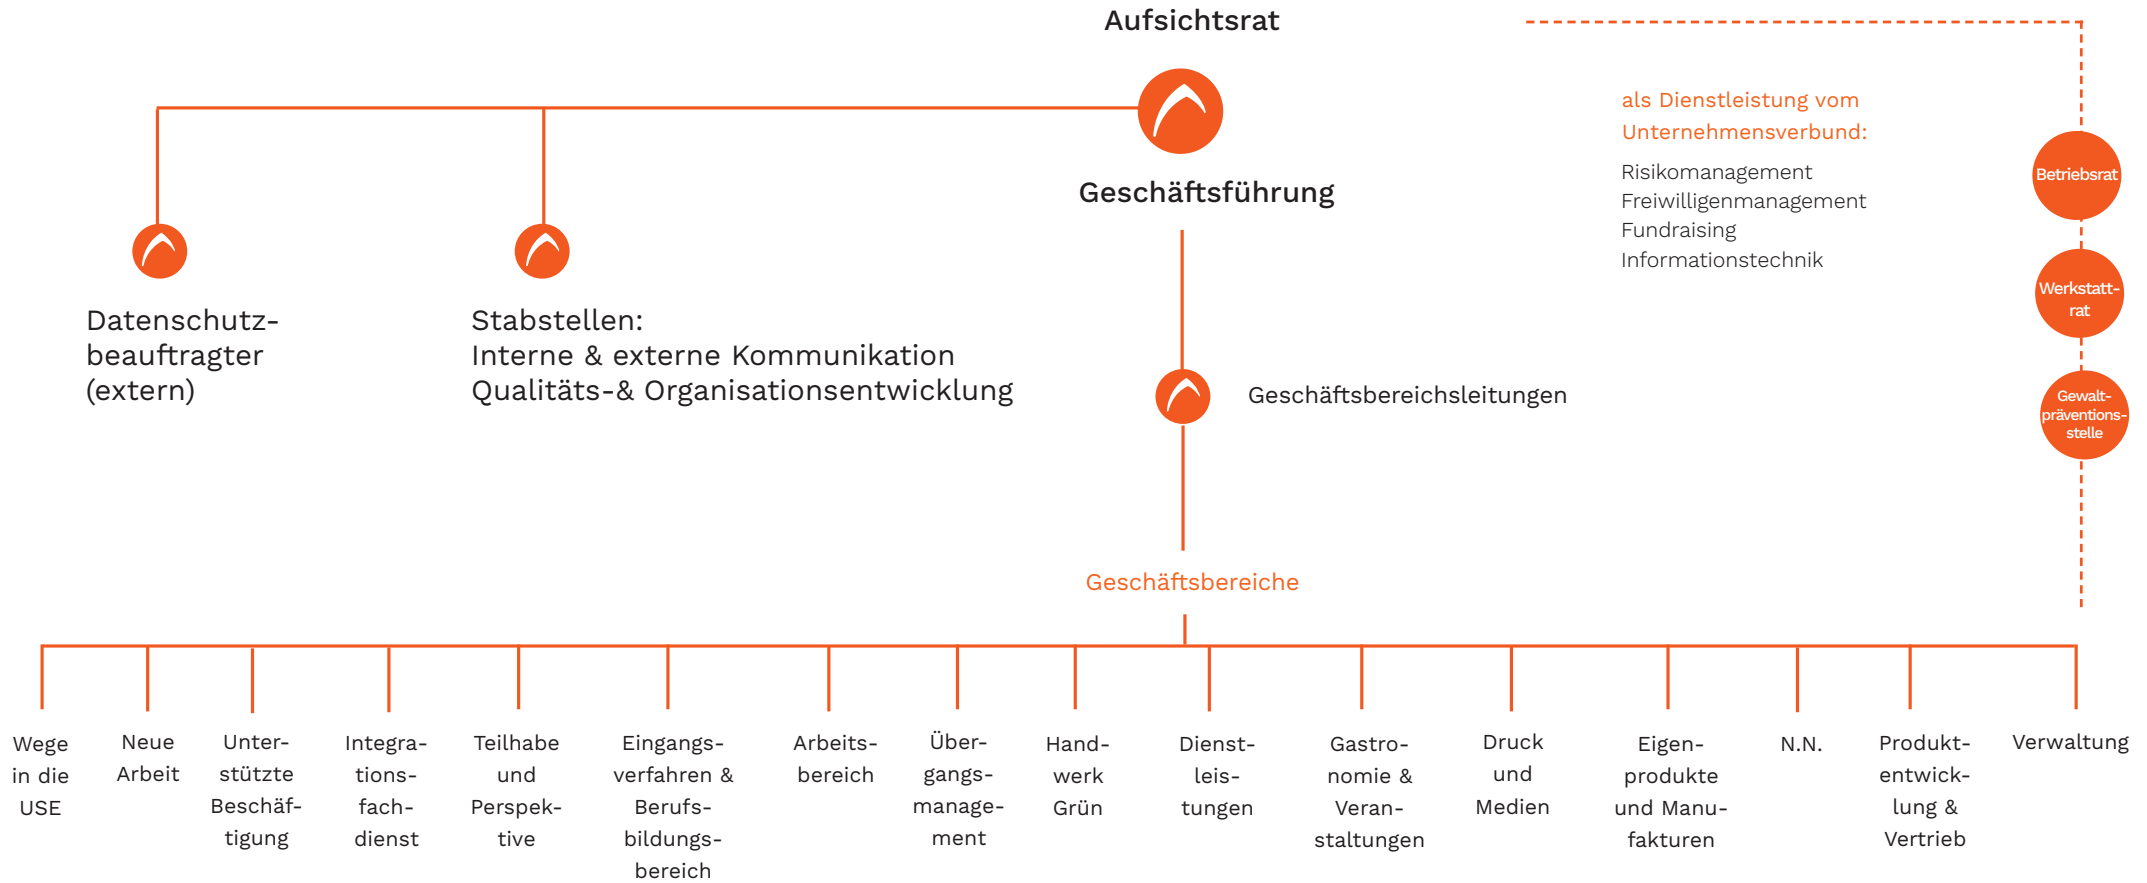 Aufsichtsrat
Geschäftsführung
Datenschutz-
beauftragter
(extern)
Stabstellen:
Interne & externe Kommunikation
Qualitäts-& Organisationsentwicklung
Geschäftsbereichsleitungen
als Dienstleistung vom
Unternehmensverbund:
Risikomanagement
Freiwilligenmanagement
Fundraising
Informationstechnik
Betriebsrat
Werkstatt-
rat
Gewalt-
präventions-
stelle
Geschäftsbereiche
Wege
in die
USE
Neue
Arbeit
Unter-
stützte
Beschäf-
tigung
Integra-
tions-
fach-
dienst
Teilhabe
und
Perspek-
tive
Eingangs-
verfahren &
Berufs-
bildungs-
bereich
Arbeits-
bereich
Über-
gangs-
manage-
ment
Hand-
werk
Grün
Dienst-
leis-
tungen
Gastro-
nomie &
Veran-
staltungen
Druck
und
Medien
Eigen-
produkte
und Manu-
fakturen
N.N.
Produkt-
entwick-
lung &
Vertrieb
Verwaltung